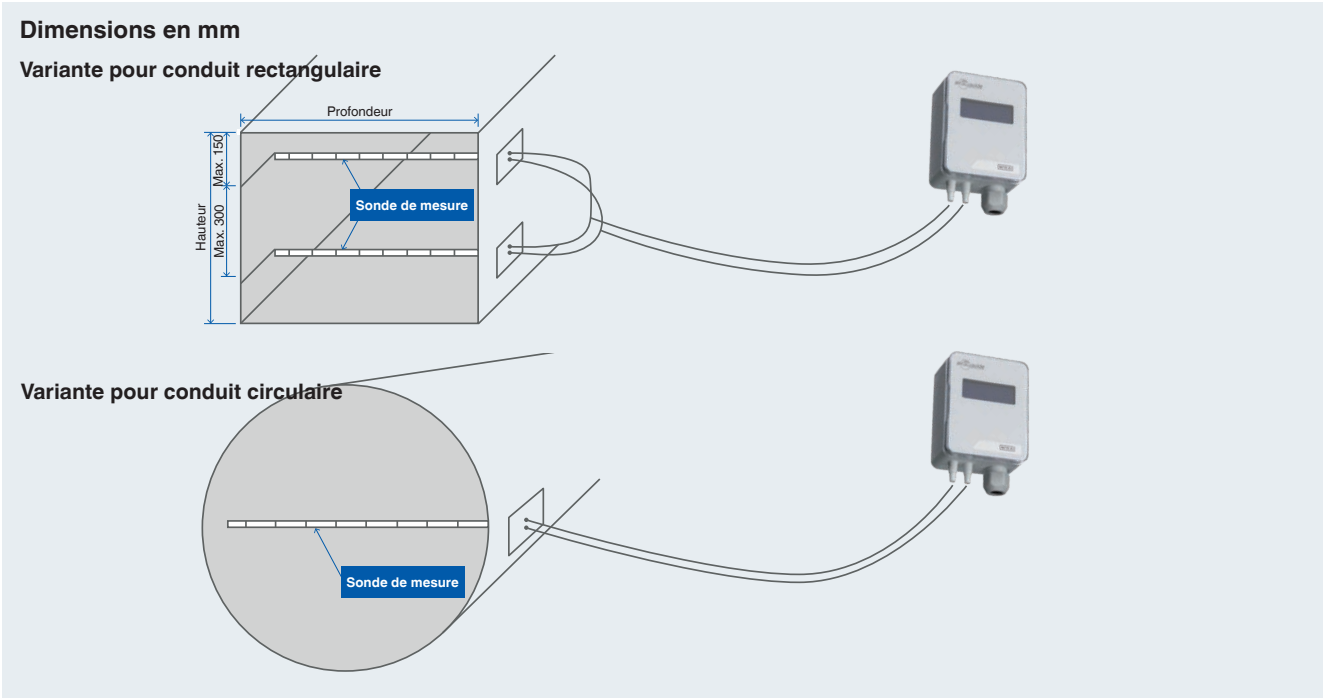 Dimensions en mm
Variante pour conduit rectangulaire
Profondeur
Max. 150
Hauteur
Max. 300
Sonde de mesure
Variante pour conduit circulaire
Sonde de mesure